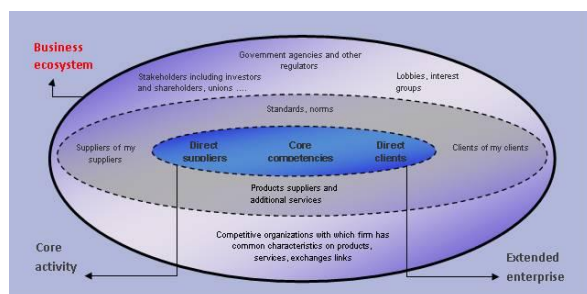 Business
ecosystem
Government agencies and other
regulators
Stakeholders including investors
and shareholders, unions ....
Lobbies, interest
groups
Standards, norms
Suppliers of my
suppliers
Direct
suppliers
Core
competencies
Direct
clients
Clients of my clients
Products suppliers and
additional services
Competitive organizations with which firm has
common characteristics on products,
services, exchanges links
Core
activity
Extended
enterprise